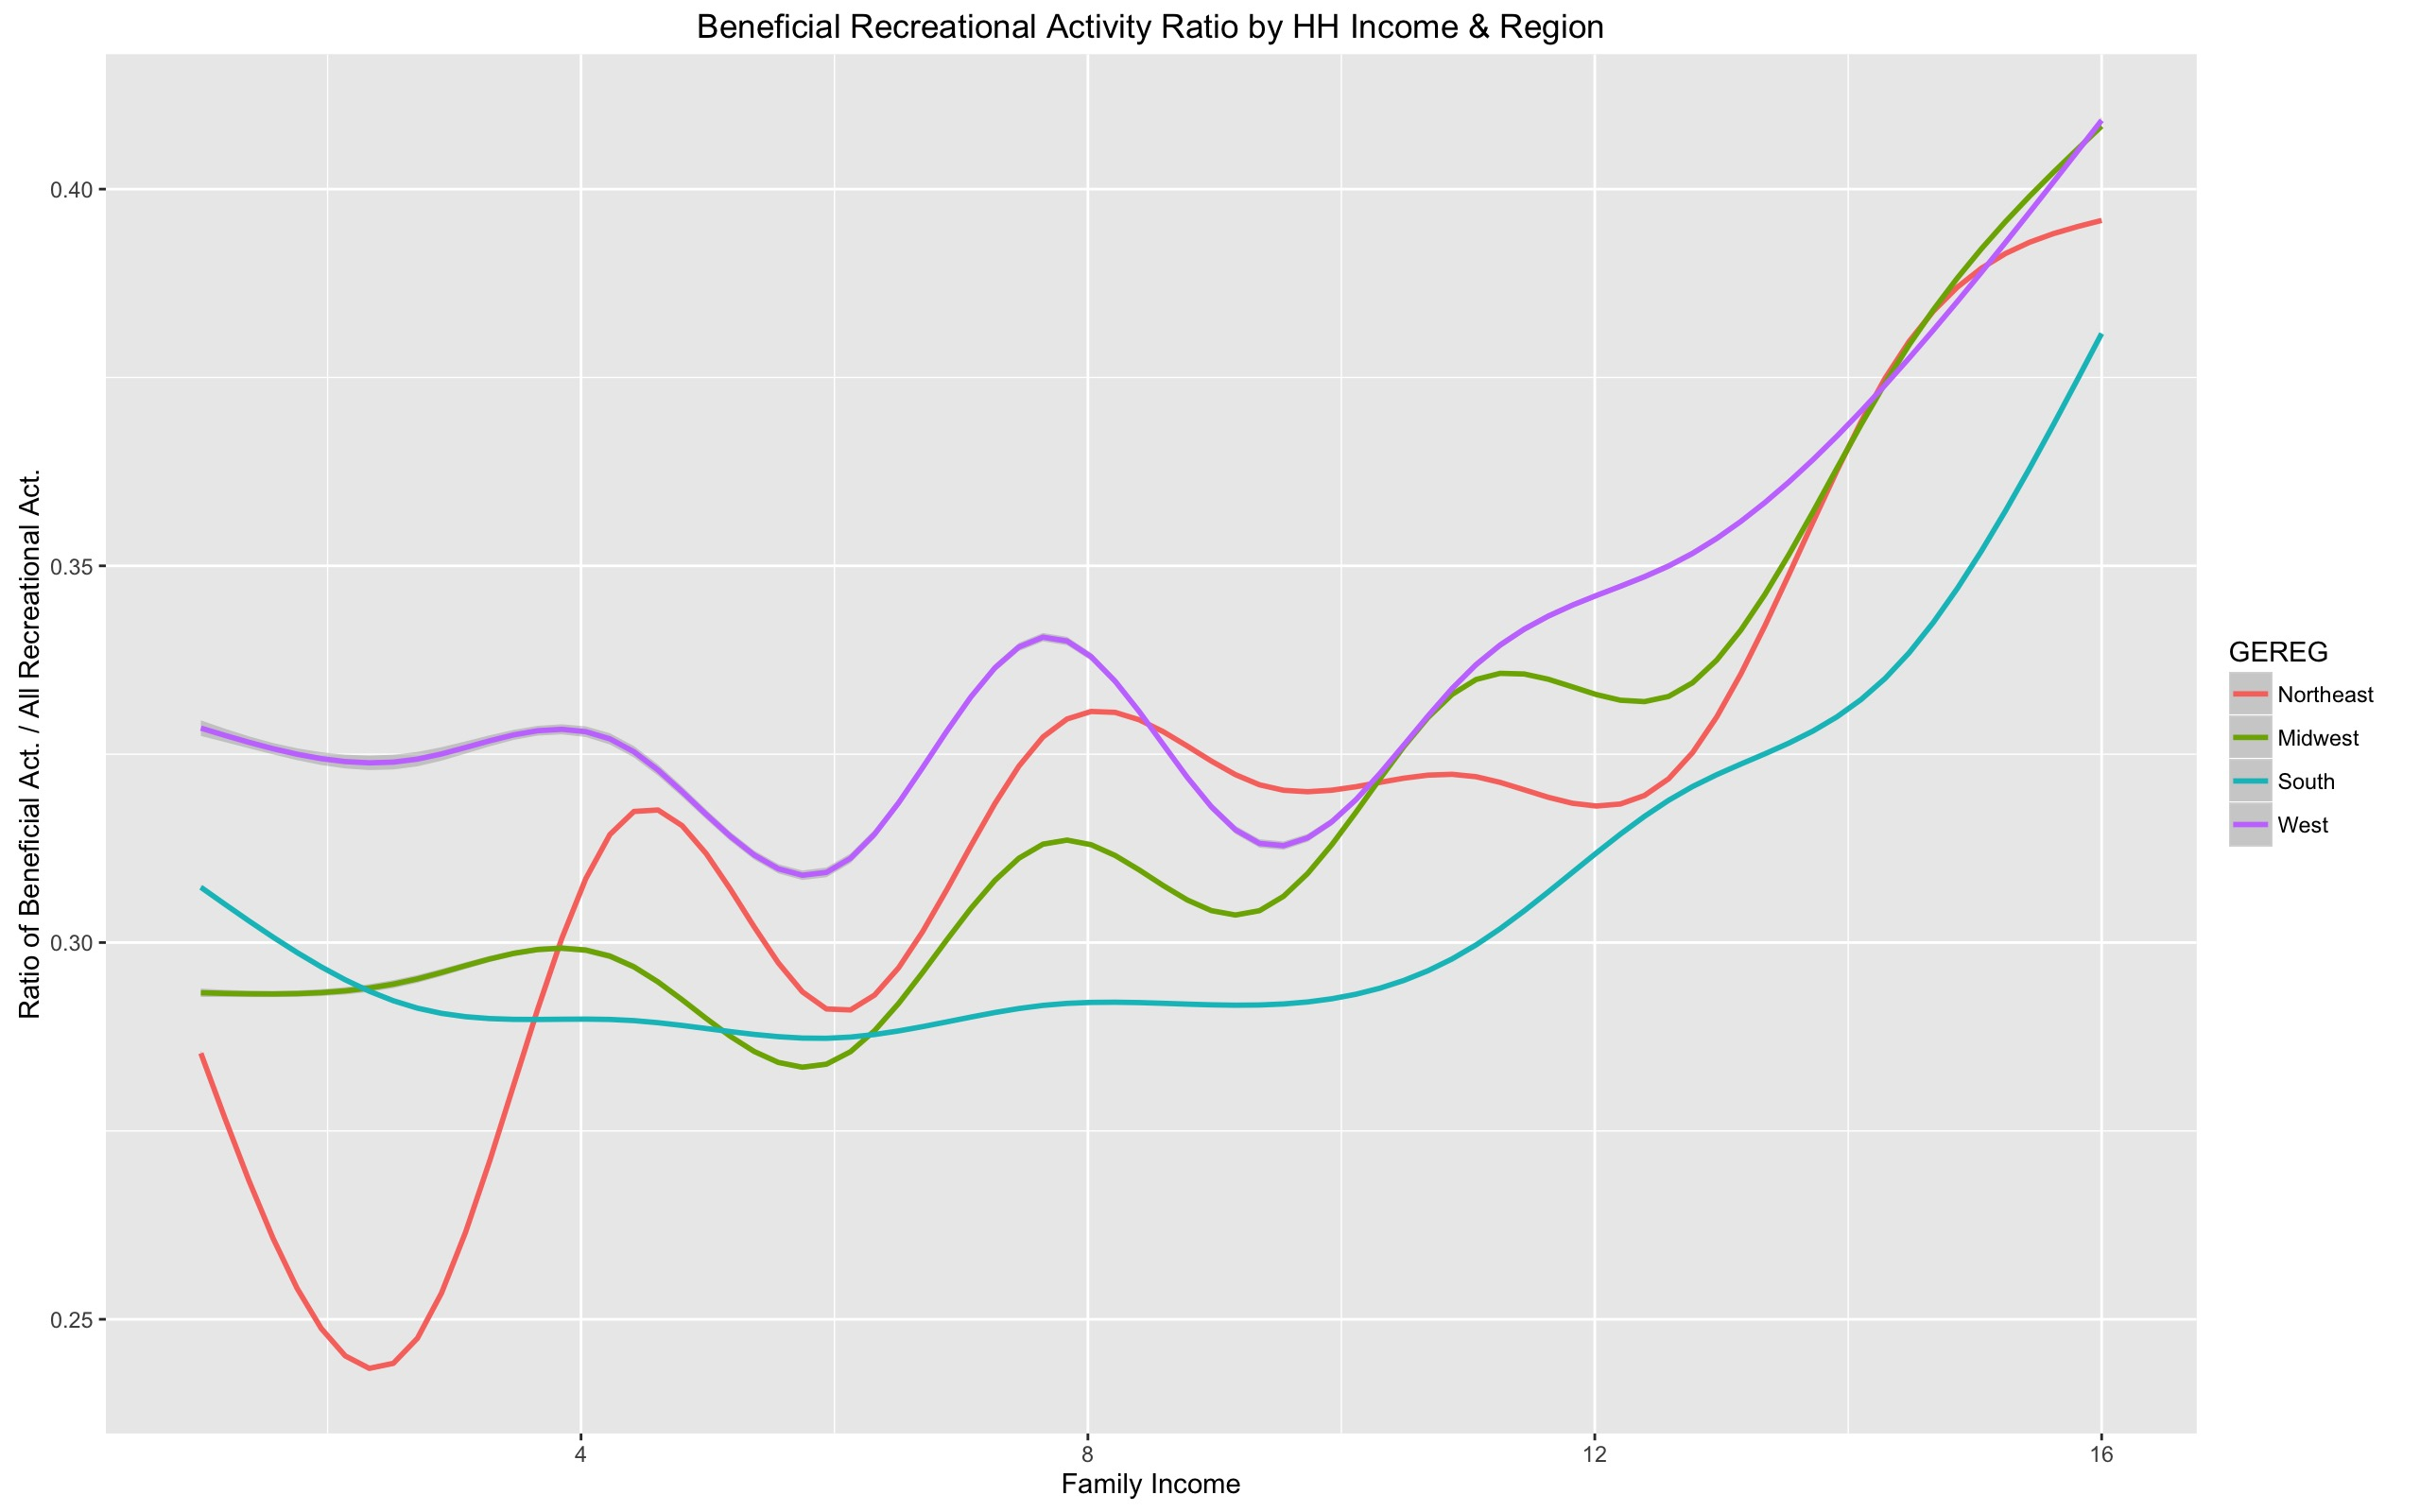 Beneficial Recreational Activity Ratio by HH Income & Region
Ratio of Beneficial Act. / All Recreational Act.
0.40
0.35
0.30
0.25
4
8
12
16
Family Income
GEREG
Northeast
Midwest
South
West